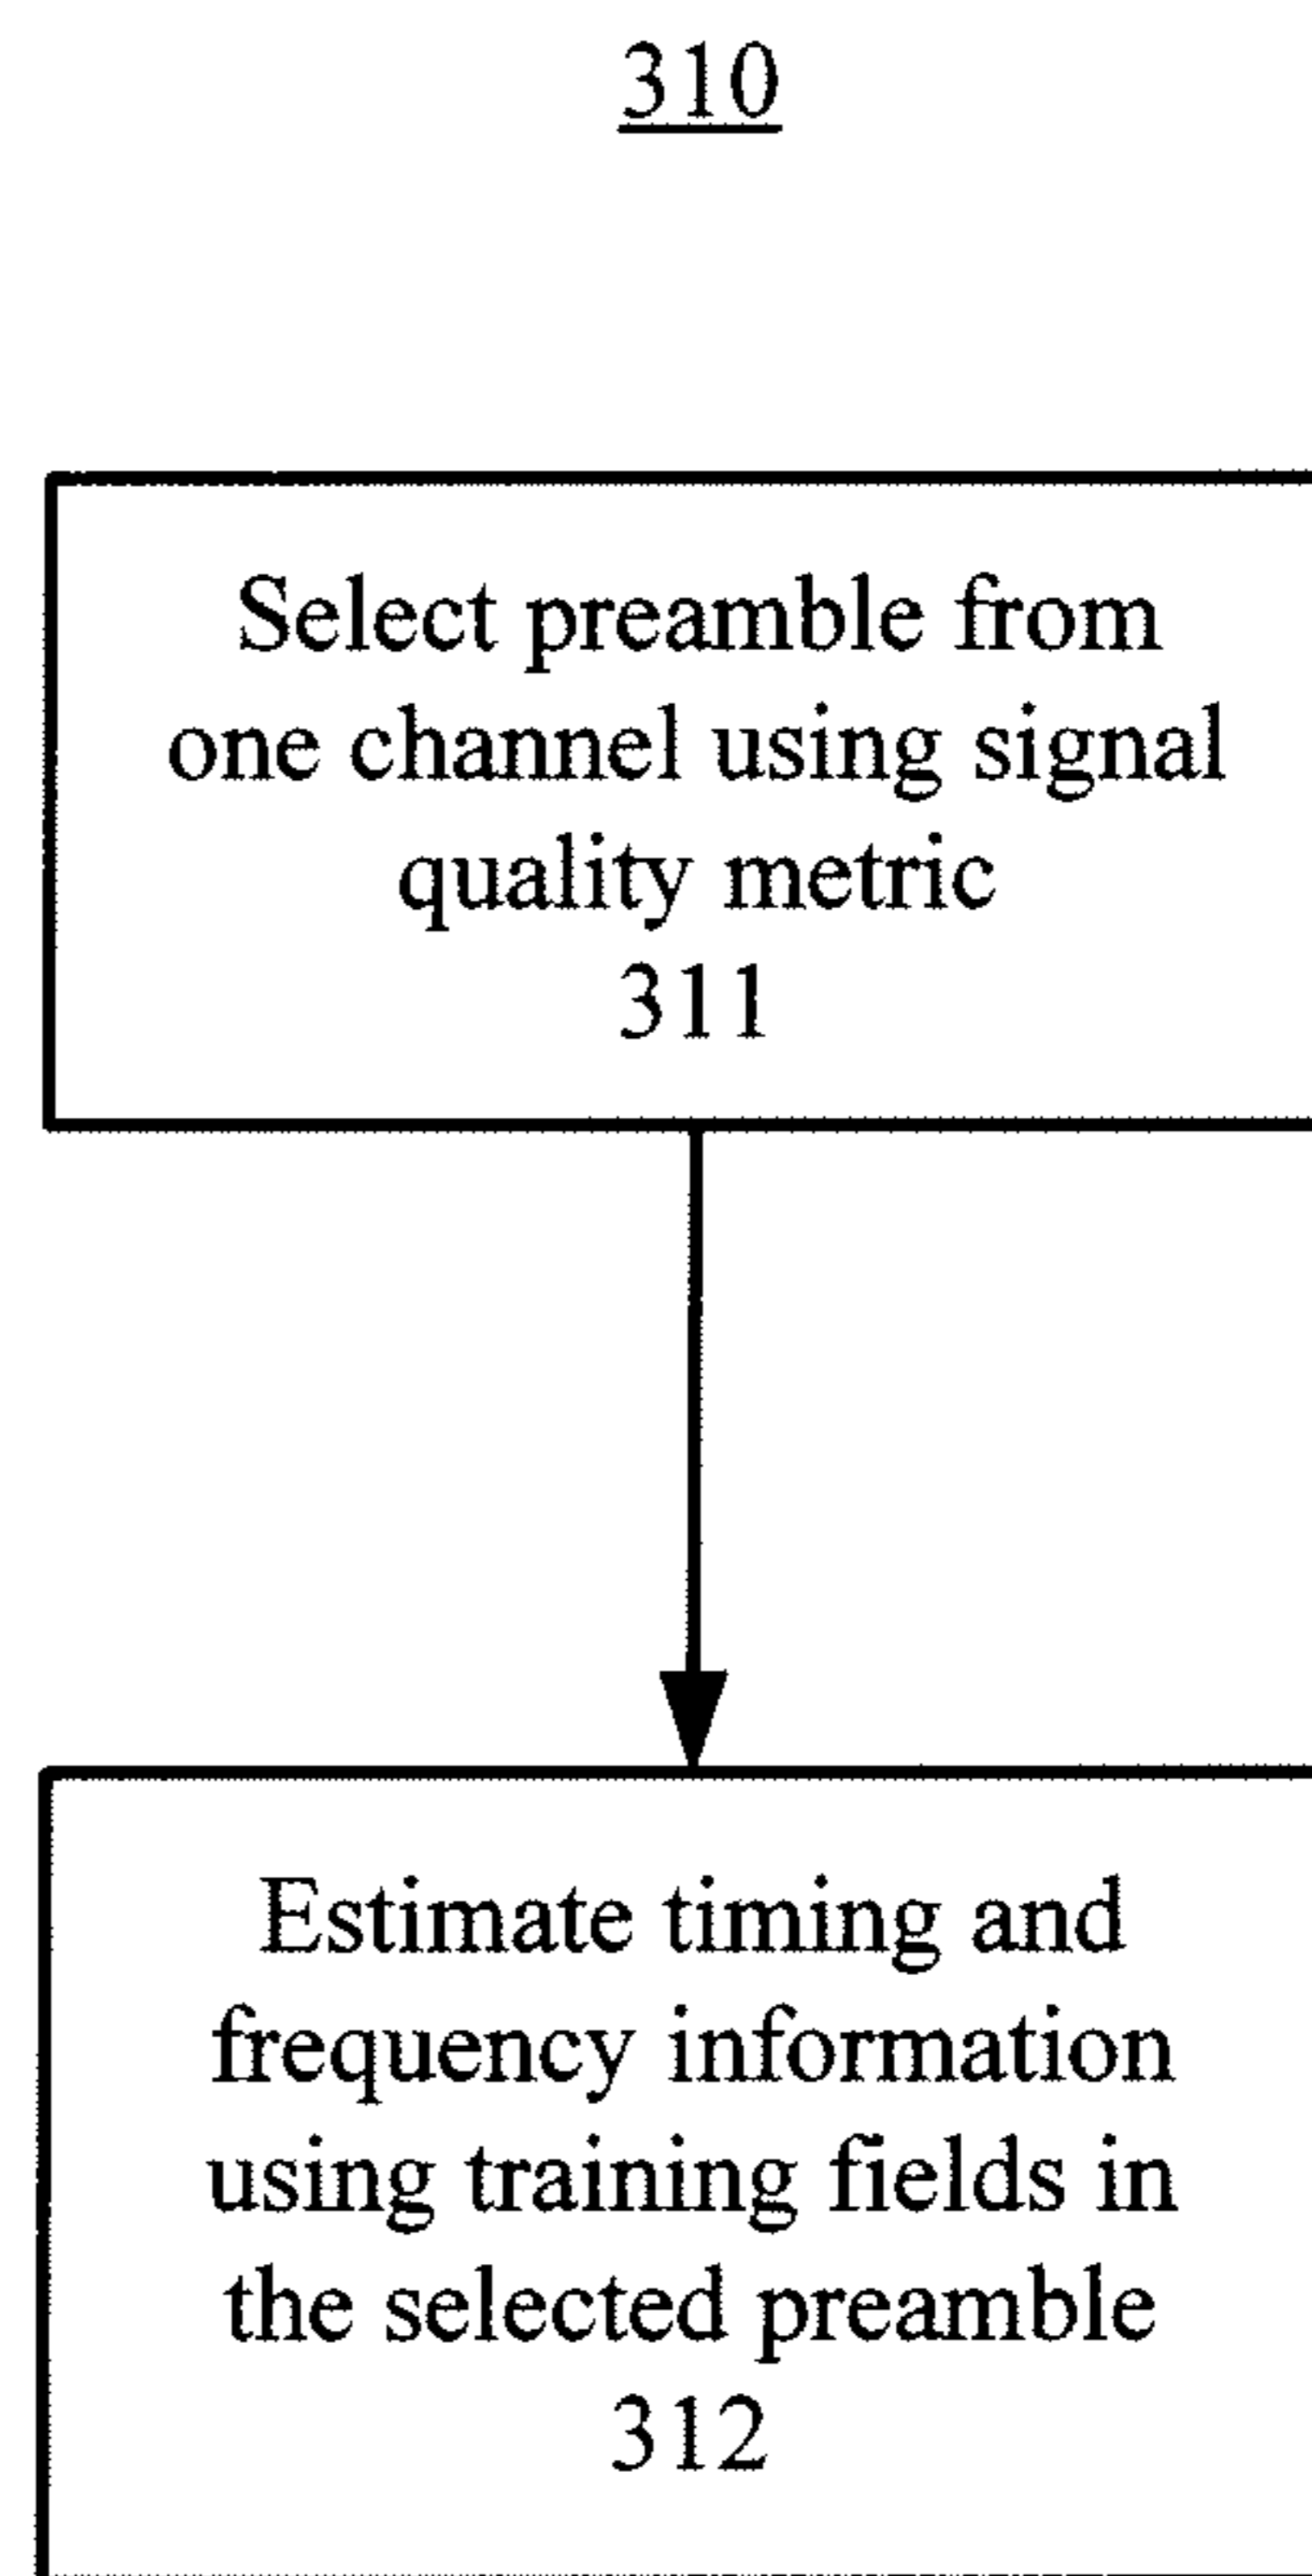 310
Select preamble from
one channel using signal
quality metric
311
Estimate timing and
frequency information
using training fields in
the selected preamble
312